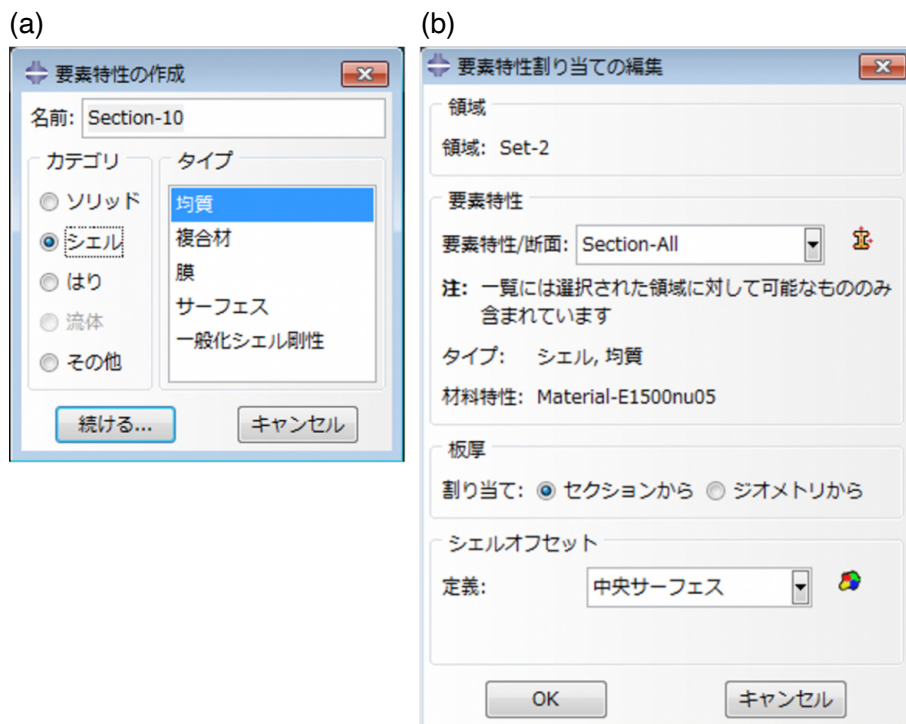 (a)
要素特性の作成
名前: Section-10
カテゴリ
ソリッド
シェル
はり
流体
その他
タイプ
均質
複合材
膜
サーフェス
一般化シェル剛性
続ける...
キャンセル
(b)
要素特性割り当ての編集
領域
領域: Set-2
要素特性
要素特性/断面: Section-All
注: 一覧には選択された領域に対して可能なもののみ
含まれています
タイプ: シェル, 均質
材料特性: Material-E1500nu05
板厚
割り当て: セクションから ジオメトリから
シェルオフセット
定義: 中央サーフェス
OK
キャンセル